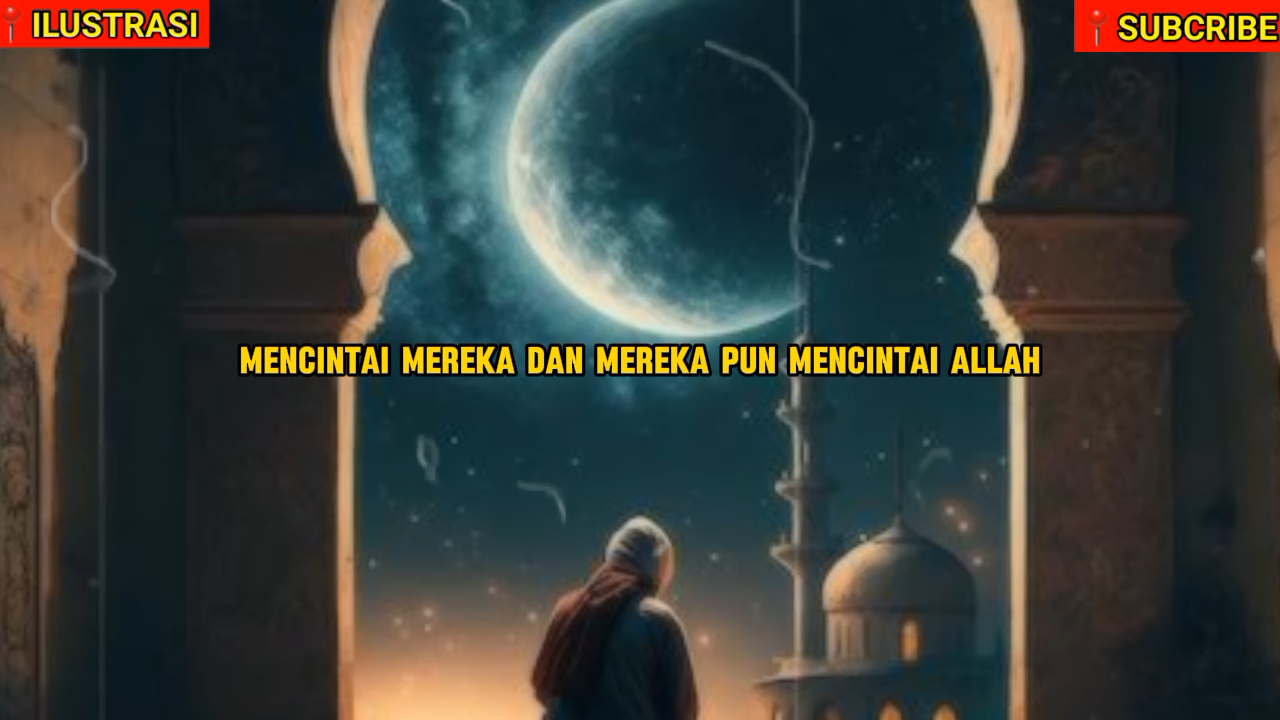 ILUSTRASI
SUBCRIBE
MENCINTAI MEREKA DAN MEREKA PUN MENCINTAI ALLAH